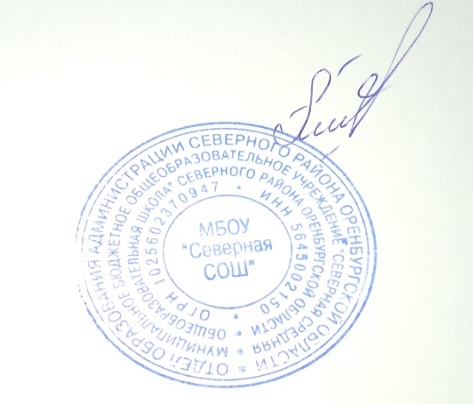 ОТДЕЛ ОБРАЗОВАНИЯ АДМИНИСТРАЦИИ СЕВЕРНОГО РАЙОНА ОРЕНБУРГСКОЙ ОБЛАСТИ *
МУНИЦИПАЛЬНОЕ БЮДЖЕТНОЕ ОБЩЕОБРАЗОВАТЕЛЬНОЕ УЧРЕЖДЕНИЕ "СЕВЕРНАЯ СРЕДНЯЯ *
ОБЩЕОБРАЗОВАТЕЛЬНАЯ ШКОЛА" СЕВЕРНОГО РАЙОНА ОРЕНБУРГСКОЙ ОБЛАСТИ *
ОГРН 1025602370947 * ИНН 5645002150 *
МБОУ
"Северная
СОШ"